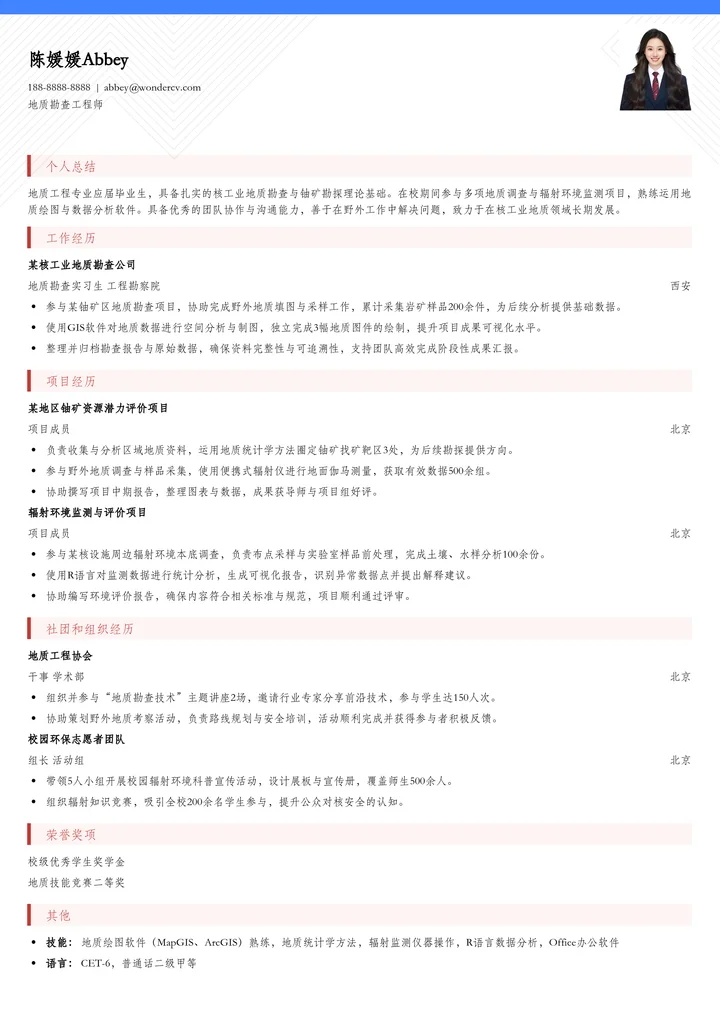 陈媛媛Abbey
188-8888-8888 | abbey@wondercv.com
地质勘查工程师
个人总结
地质工程专业应届毕业生，具备扎实的核工业地质勘查与铀矿勘探理论基础。在校期间参与多项地质调查与辐射环境监测项目，熟练运用地
质绘图与数据分析软件。具备优秀的团队协作与沟通能力，善于在野外工作中解决问题，致力于在核工业地质领域长期发展。
工作经历
某核工业地质勘查公司
地质勘查实习生 工程勘察院 西安
• 参与某铀矿区地质勘查项目，协助完成野外地质填图与采样工作，累计采集岩矿样品200余件，为后续分析提供基础数据。
• 使用GIS软件对地质数据进行空间分析与制图，独立完成3幅地质图件的绘制，提升项目成果可视化水平。
• 整理并归档勘查报告与原始数据，确保资料完整性与可追溯性，支持团队高效完成阶段性成果汇报。
项目经历
某地区铀矿资源潜力评价项目
项目成员 北京
• 负责收集与分析区域地质资料，运用地质统计学方法圈定铀矿找矿靶区3处，为后续勘探提供方向。
• 参与野外地质调查与样品采集，使用便携式辐射仪进行地面伽马测量，获取有效数据500余组。
• 协助撰写项目中期报告，整理图表与数据，成果获导师与项目组好评。
辐射环境监测与评价项目
项目成员 北京
• 参与某核设施周边辐射环境本底调查，负责布点采样与实验室样品前处理，完成土壤、水样分析100余份。
• 使用R语言对监测数据进行统计分析，生成可视化报告，识别异常数据点并提出解释建议。
• 协助编写环境评价报告，确保内容符合相关标准与规范，项目顺利通过评审。
社团和组织经历
地质工程协会
干事 学术部 北京
• 组织并参与“地质勘查技术”主题讲座2场，邀请行业专家分享前沿技术，参与学生达150人次。
• 协助策划野外地质考察活动，负责路线规划与安全培训，活动顺利完成并获得参与者积极反馈。
校园环保志愿者团队
组长 活动组 北京
• 带领5人小组开展校园辐射环境科普宣传活动，设计展板与宣传册，覆盖师生500余人。
• 组织辐射知识竞赛，吸引全校200余名学生参与，提升公众对核安全的认知。
荣誉奖项
校级优秀学生奖学金
地质技能竞赛二等奖
其他
• 技能： 地质绘图软件（MapGIS、ArcGIS）熟练，地质统计学方法，辐射监测仪器操作，R语言数据分析，Office办公软件
• 语言： CET-6，普通话二级甲等